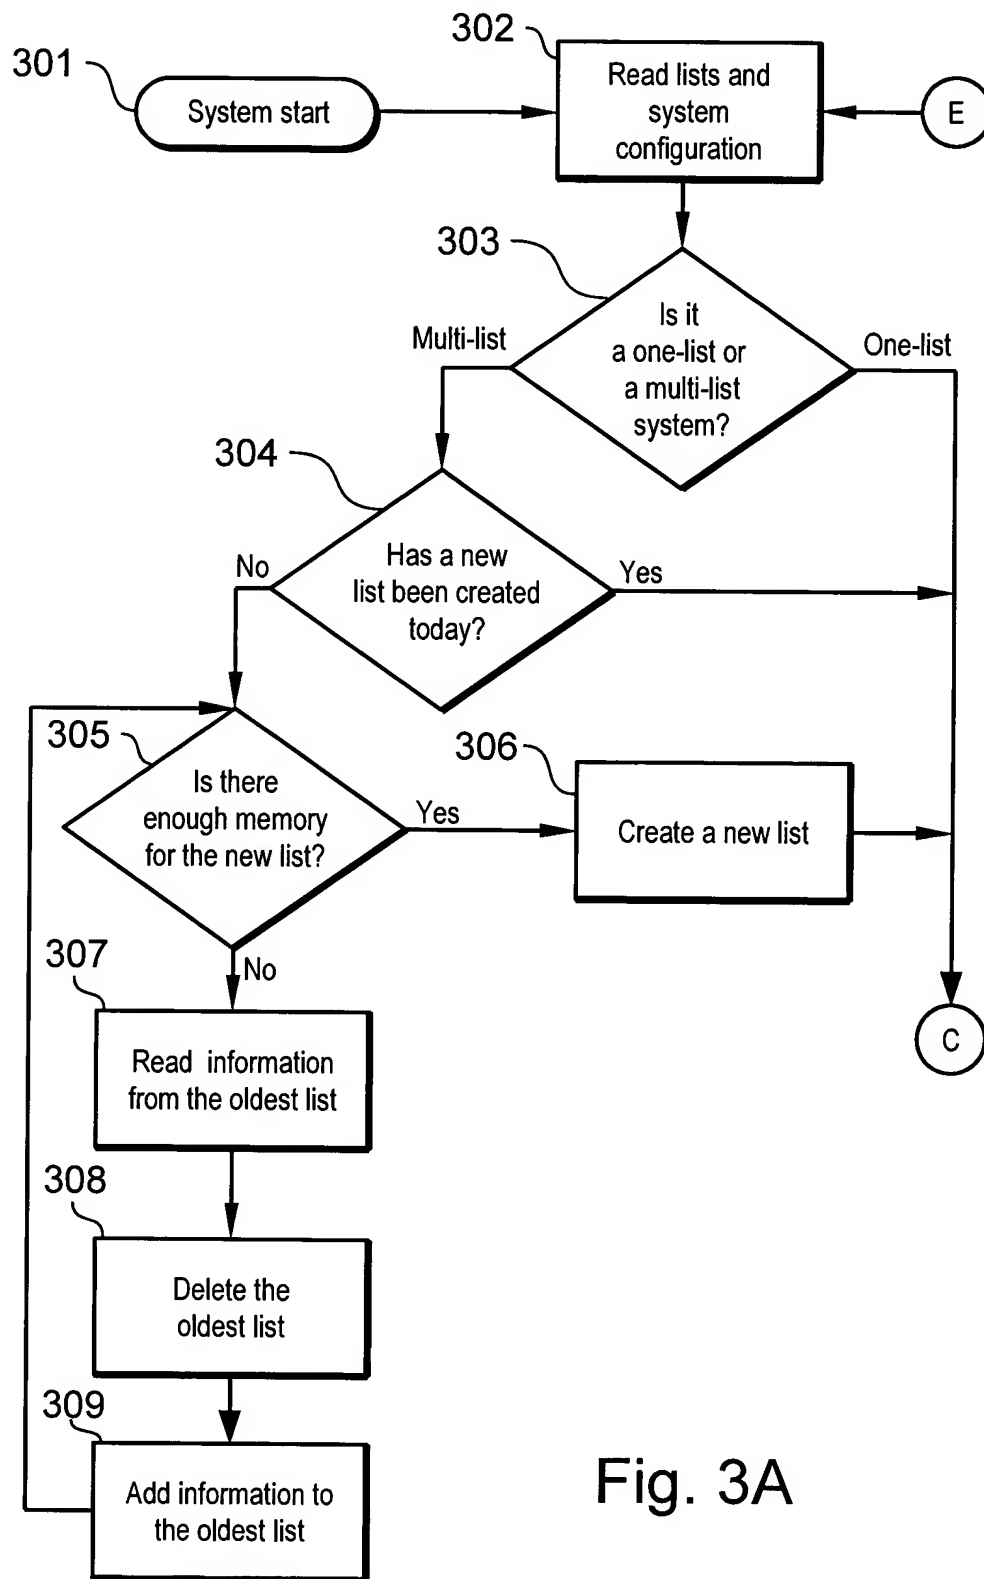 302
301
System start
Read lists and
system
configuration
E
303
Is it
a one-list or
a multi-list
system?
Multi-list
One-list
304
Has a new
list been created
today?
No
Yes
305
Is there
enough memory
for the new list?
Yes
306
Create a new list
No
307
Read information
from the oldest list
C
308
Delete the
oldest list
309
Add information to
the oldest list
Fig. 3A